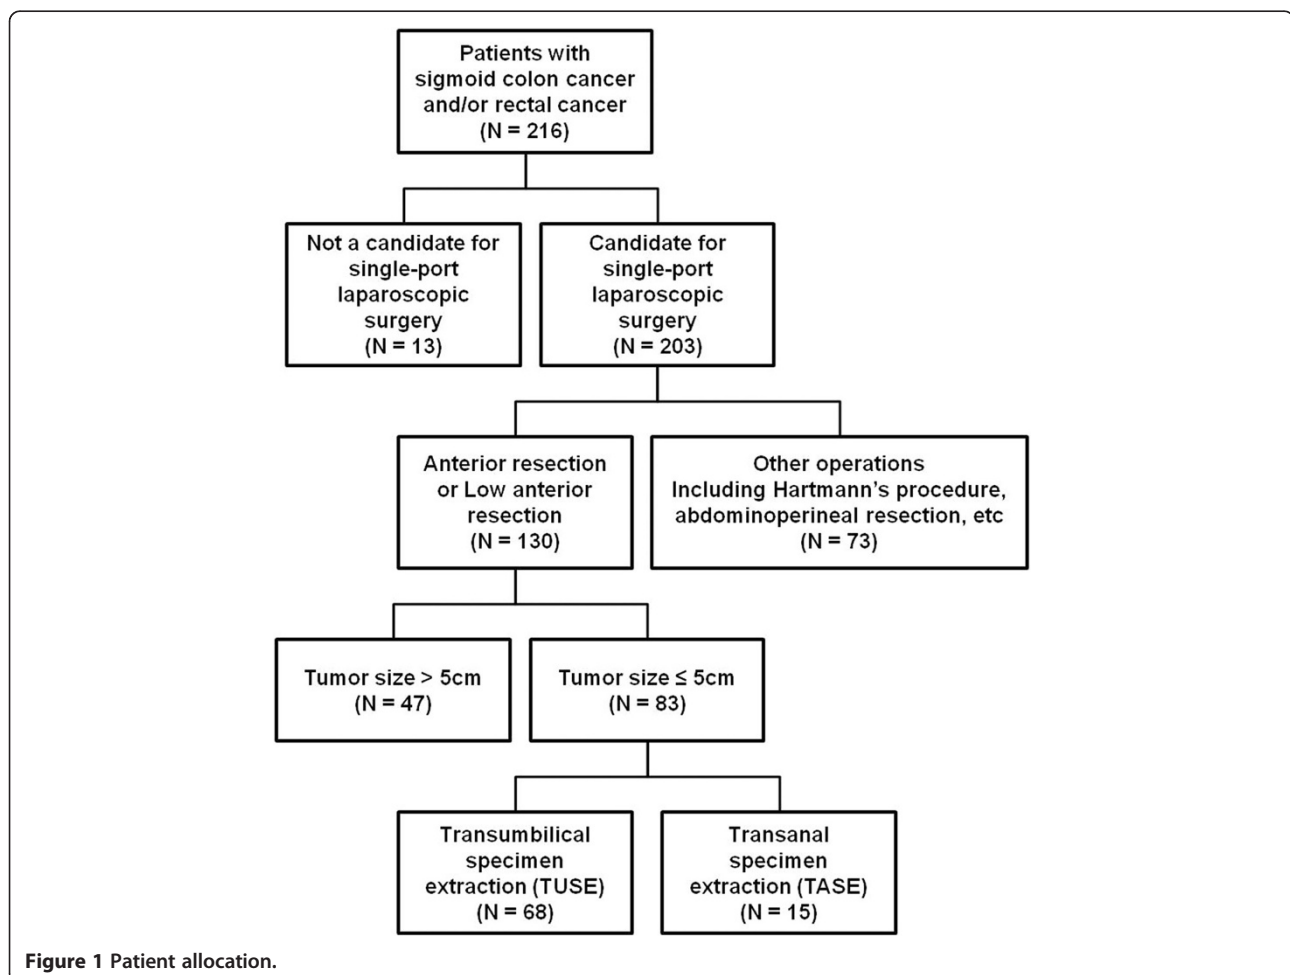 Patients with
sigmoid colon cancer
and/or rectal cancer
(N = 216)
Not a candidate for
single-port
laparoscopic
surgery
(N = 13)
Candidate for
single-port
laparoscopic
surgery
(N = 203)
Anterior resection
or Low anterior
resection
(N = 130)
Other operations
Including Hartmann's procedure,
abdominoperineal resection, etc
(N = 73)
Tumor size > 5cm
(N = 47)
Tumor size ≤ 5cm
(N = 83)
Transumbilical
specimen
extraction (TUSE)
(N = 68)
Transanal
specimen
extraction (TASE)
(N = 15)
Figure 1 Patient allocation.